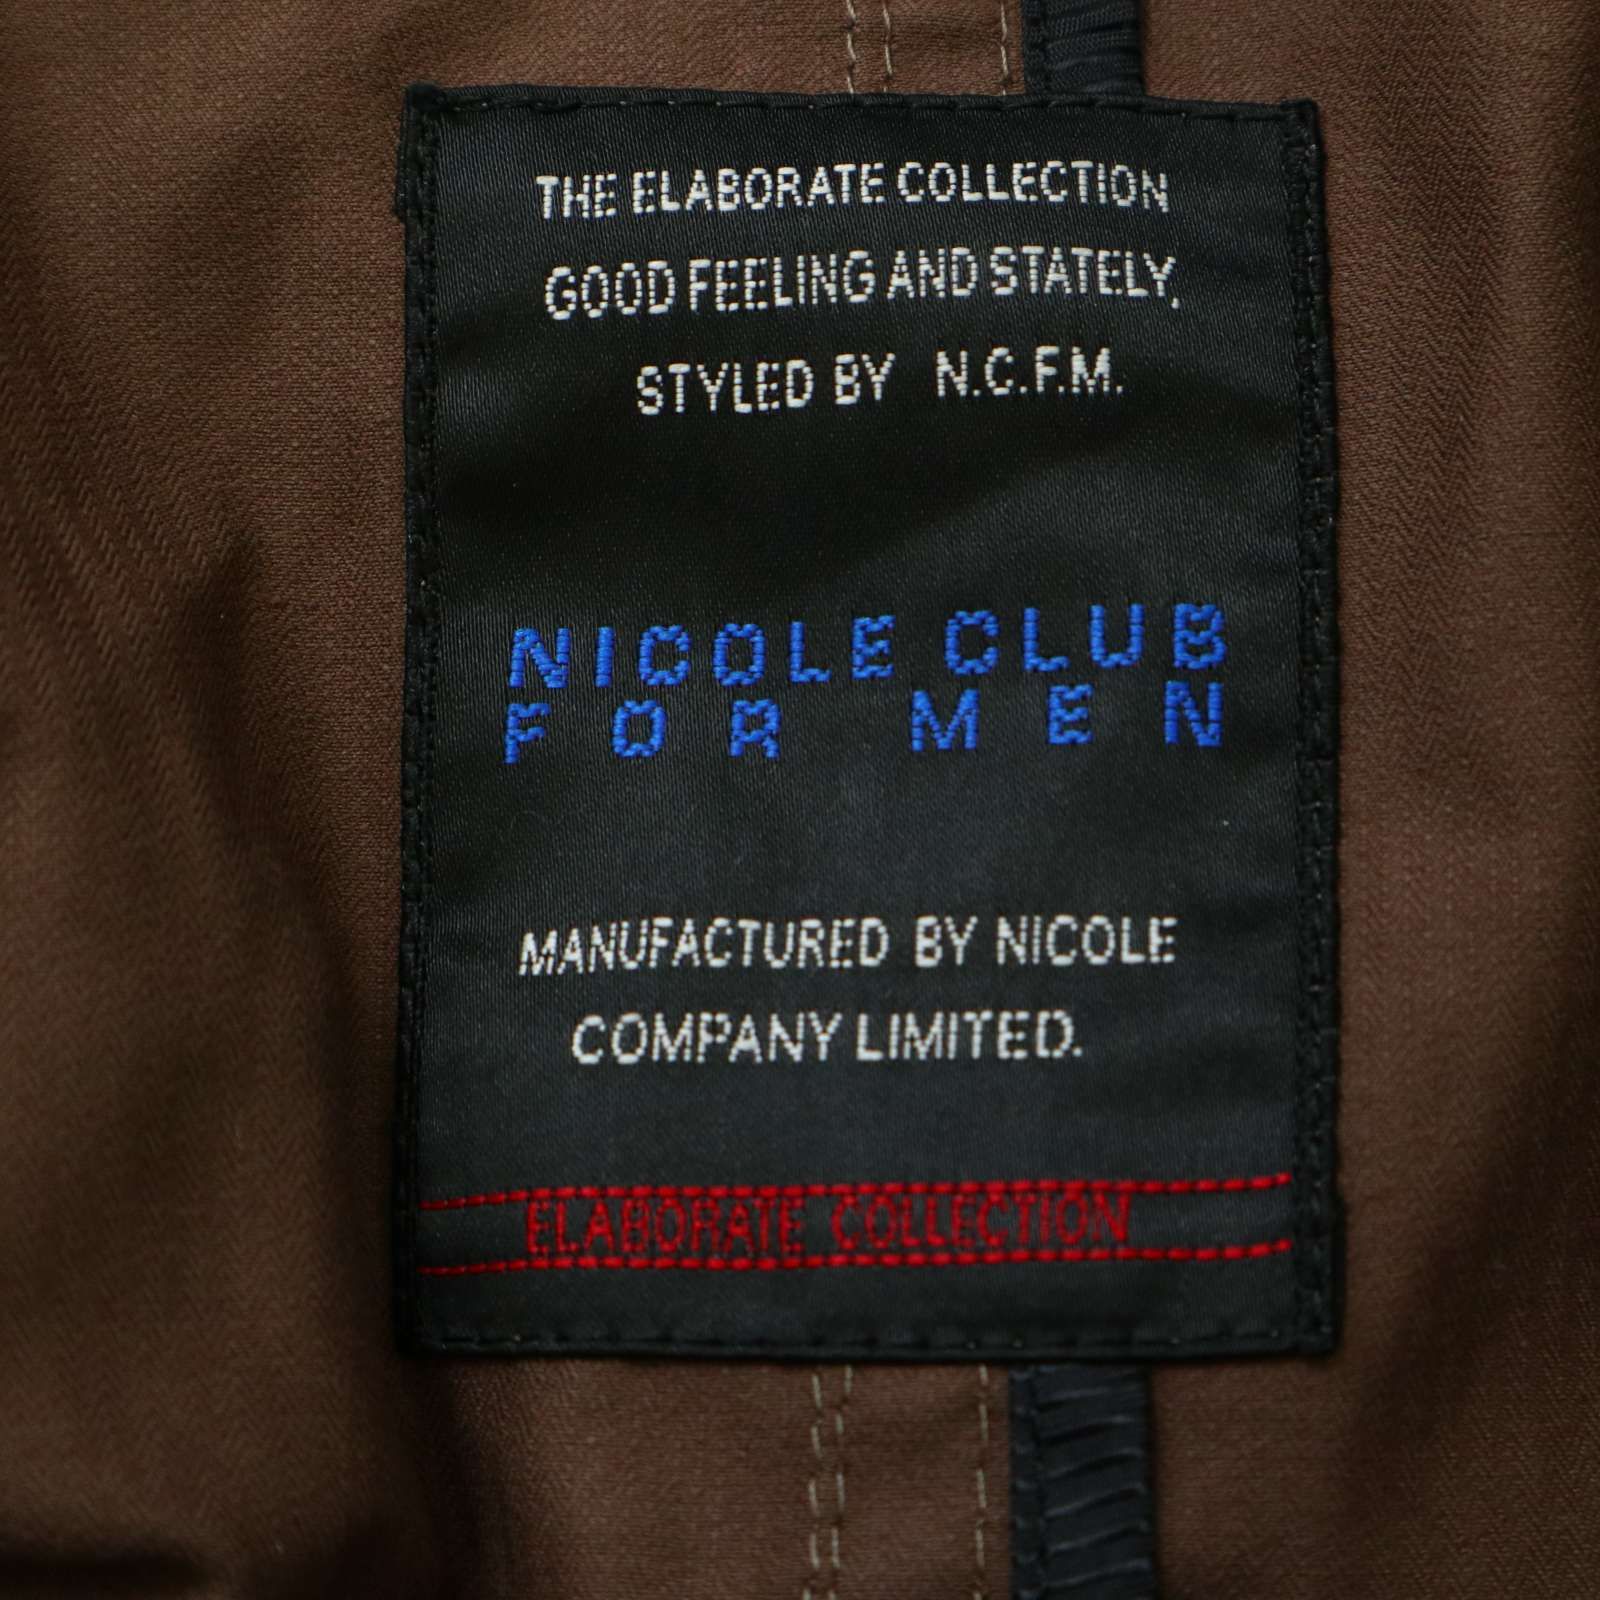 THE ELABORATE COLLECTION
GOOD FEELING AND STATELY,
STYLED BY N.C.F.M.
NICOLE CLUB
FOR MEN
MANUFACTURED BY NICOLE
COMPANY LIMITED.
ELABORATE COLLECTION